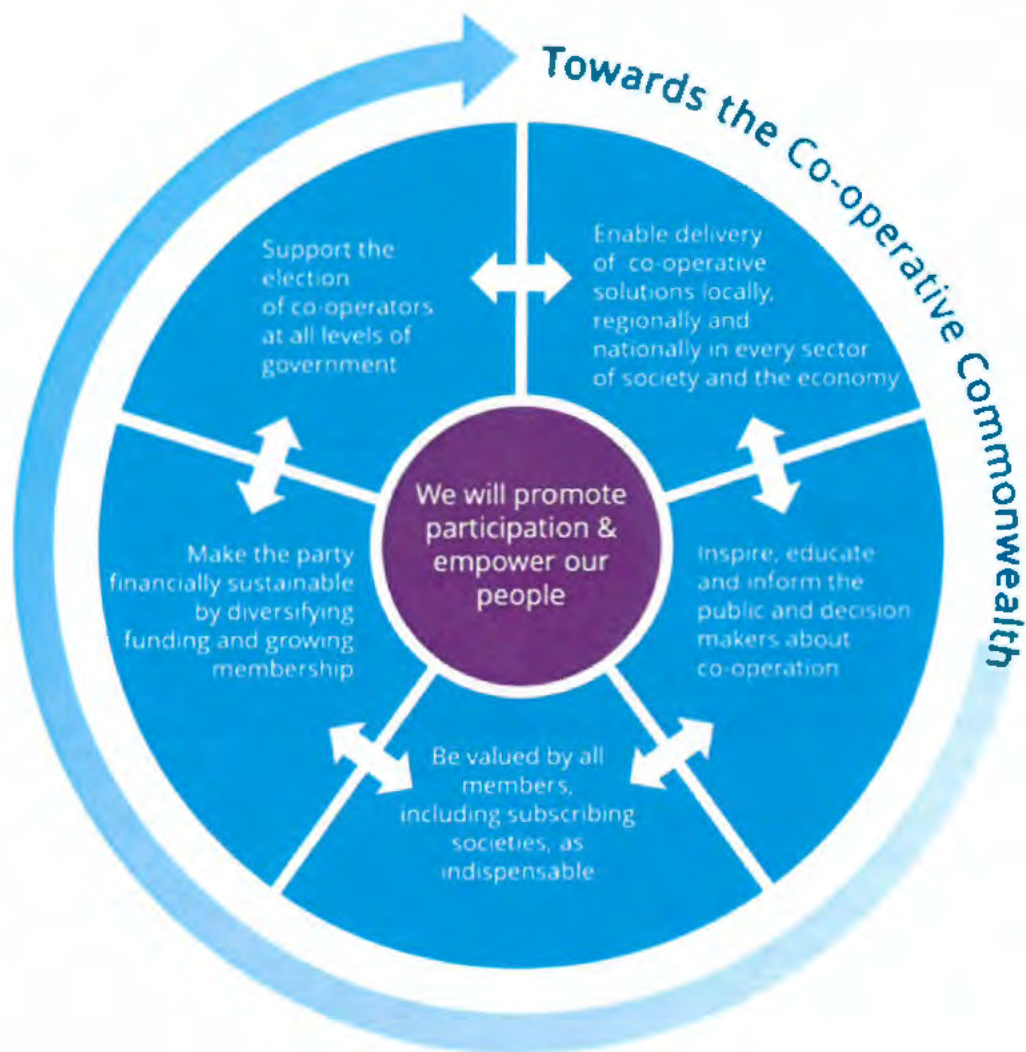 Towards the Co-operative Commonwealth
Support the
election
of co-operators
at all levels of
government
Enable delivery
of co-operative
solutions locally,
regionally and
nationally in every sector
of society and the economy
We will promote
participation &
empower our
people
Make the party
financially sustainable
by diversifying
funding and growing
membership
Inspire, educate
and inform the
public and decision
makers about
co-operation
Be valued by all
members,
including subscribing
societies, as
indispensable